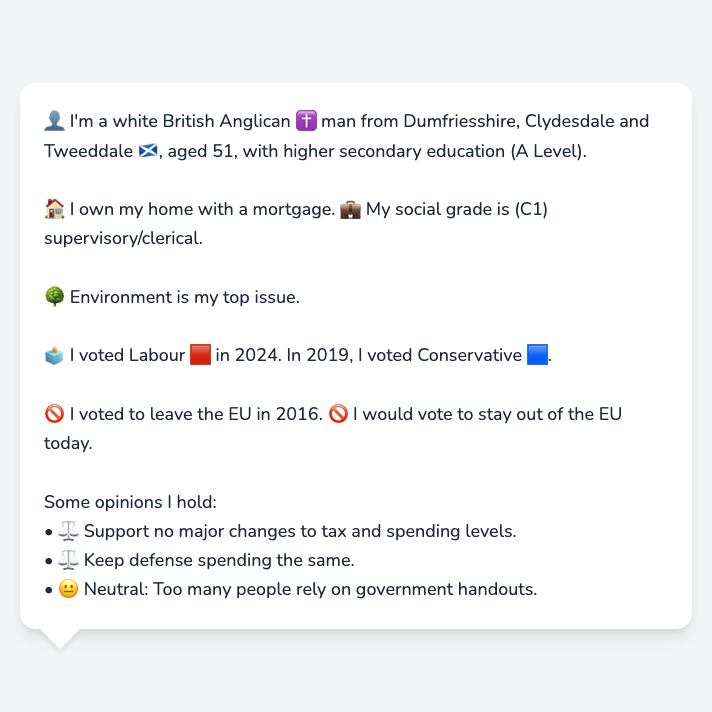 👤 I'm a white British Anglican ✝️ man from Dumfriesshire, Clydesdale and
Tweeddale 🏴󠁧󠁢󠁳󠁣󠁴󠁿, aged 51, with higher secondary education (A Level).
🏠 I own my home with a mortgage. 💼 My social grade is (C1)
supervisory/clerical.
🌳 Environment is my top issue.
🗳️ I voted Labour 🟥 in 2024. In 2019, I voted Conservative 🟦.
🚫 I voted to leave the EU in 2016. 🚫 I would vote to stay out of the EU
today.
Some opinions I hold:
• ⚖️ Support no major changes to tax and spending levels.
• ⚖️ Keep defense spending the same.
• 😐 Neutral: Too many people rely on government handouts.